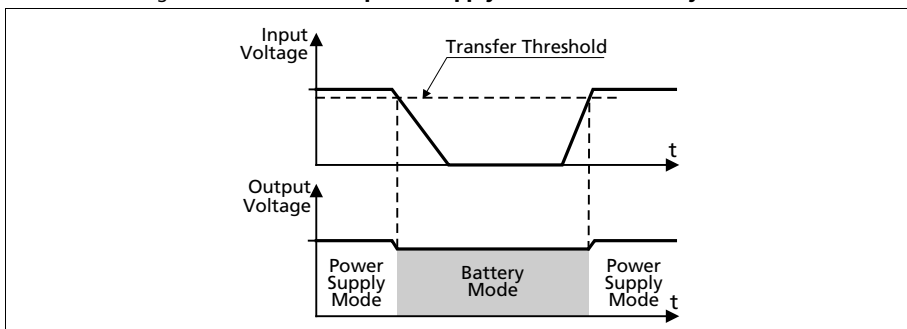 Input
Voltage
Transfer Threshold
t
Output
Voltage
Power
Supply
Mode
Battery
Mode
Power
Supply
Mode
t